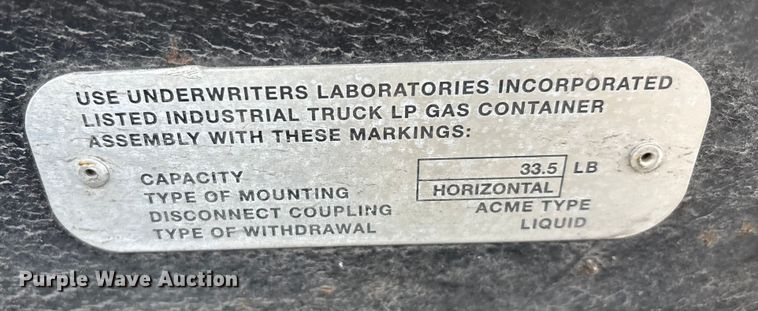 USE UNDERWRITERS LABORATORIES INCORPORATED
LISTED INDUSTRIAL TRUCK LP GAS CONTAINER
ASSEMBLY WITH THESE MARKINGS:
CAPACITY 33.5 LB
TYPE OF MOUNTING HORIZONTAL
DISCONNECT COUPLING ACME TYPE
TYPE OF WITHDRAWAL LIQUID
Purple Wave Auction